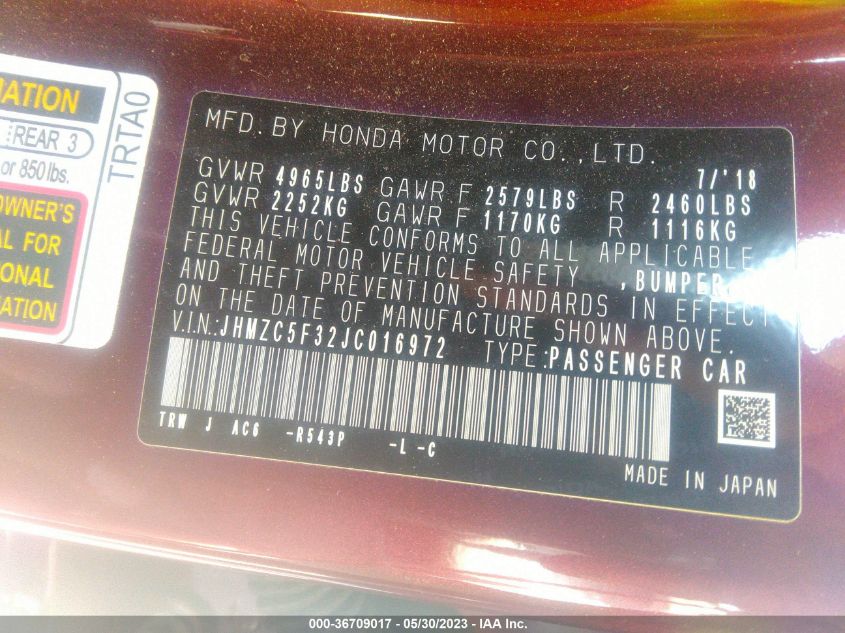 MATION
REAR 3
or 850 lbs.
OWNER'S
AL FOR
IONAL
MATION
TRTA0
MFD. BY HONDA MOTOR CO., LTD.
7/'18
GVWR 4965LBS GAWR F 2579LBS R 2460LBS
GVWR 2252KG GAWR F 1170KG R 1116KG
THIS VEHICLE CONFORMS TO ALL APPLICABLE
FEDERAL MOTOR VEHICLE SAFETY ,BUMPER,
AND THEFT PREVENTION STANDARDS IN EFFECT
ON THE DATE OF MANUFACTURE SHOWN ABOVE.
V.I.N.:JHMZC5F32JC016972 TYPE:PASSENGER CAR
TRW J AC6 -R543P -L -C
MADE IN JAPAN
000-36709017 - 05/30/2023 - IAA Inc.